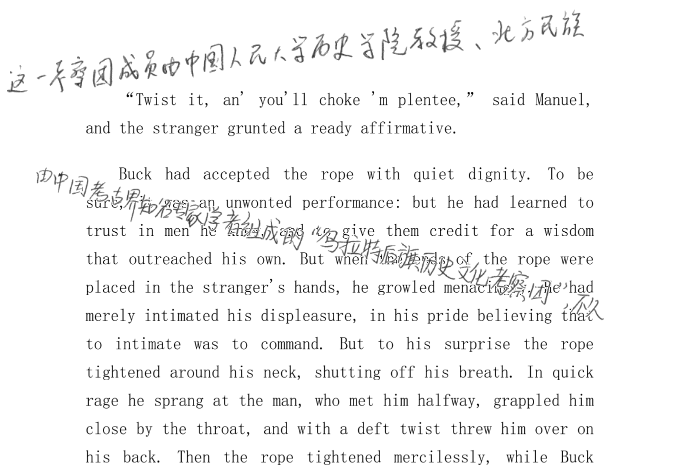 这一考察团成员由中国人民大学历史学院教授、北方民族
“Twist it, an' you'll choke 'm plentee,” said Manuel,
and the stranger grunted a ready affirmative.
Buck had accepted the rope with quiet dignity. To be
由中国考古界知名专家学者组成的“乌拉特后旗历史文化考察团”,不久
sure, it was an unwonted performance: but he had learned to
trust in men he and to give them credit for a wisdom
that outreached his own. But when of the rope were
placed in the stranger's hands, he growled he had
merely intimated his displeasure, in his pride believing that
to intimate was to command. But to his surprise the rope
tightened around his neck, shutting off his breath. In quick
rage he sprang at the man, who met him halfway, grappled him
close by the throat, and with a deft twist threw him over on
his back. Then the rope tightened mercilessly, while Buck